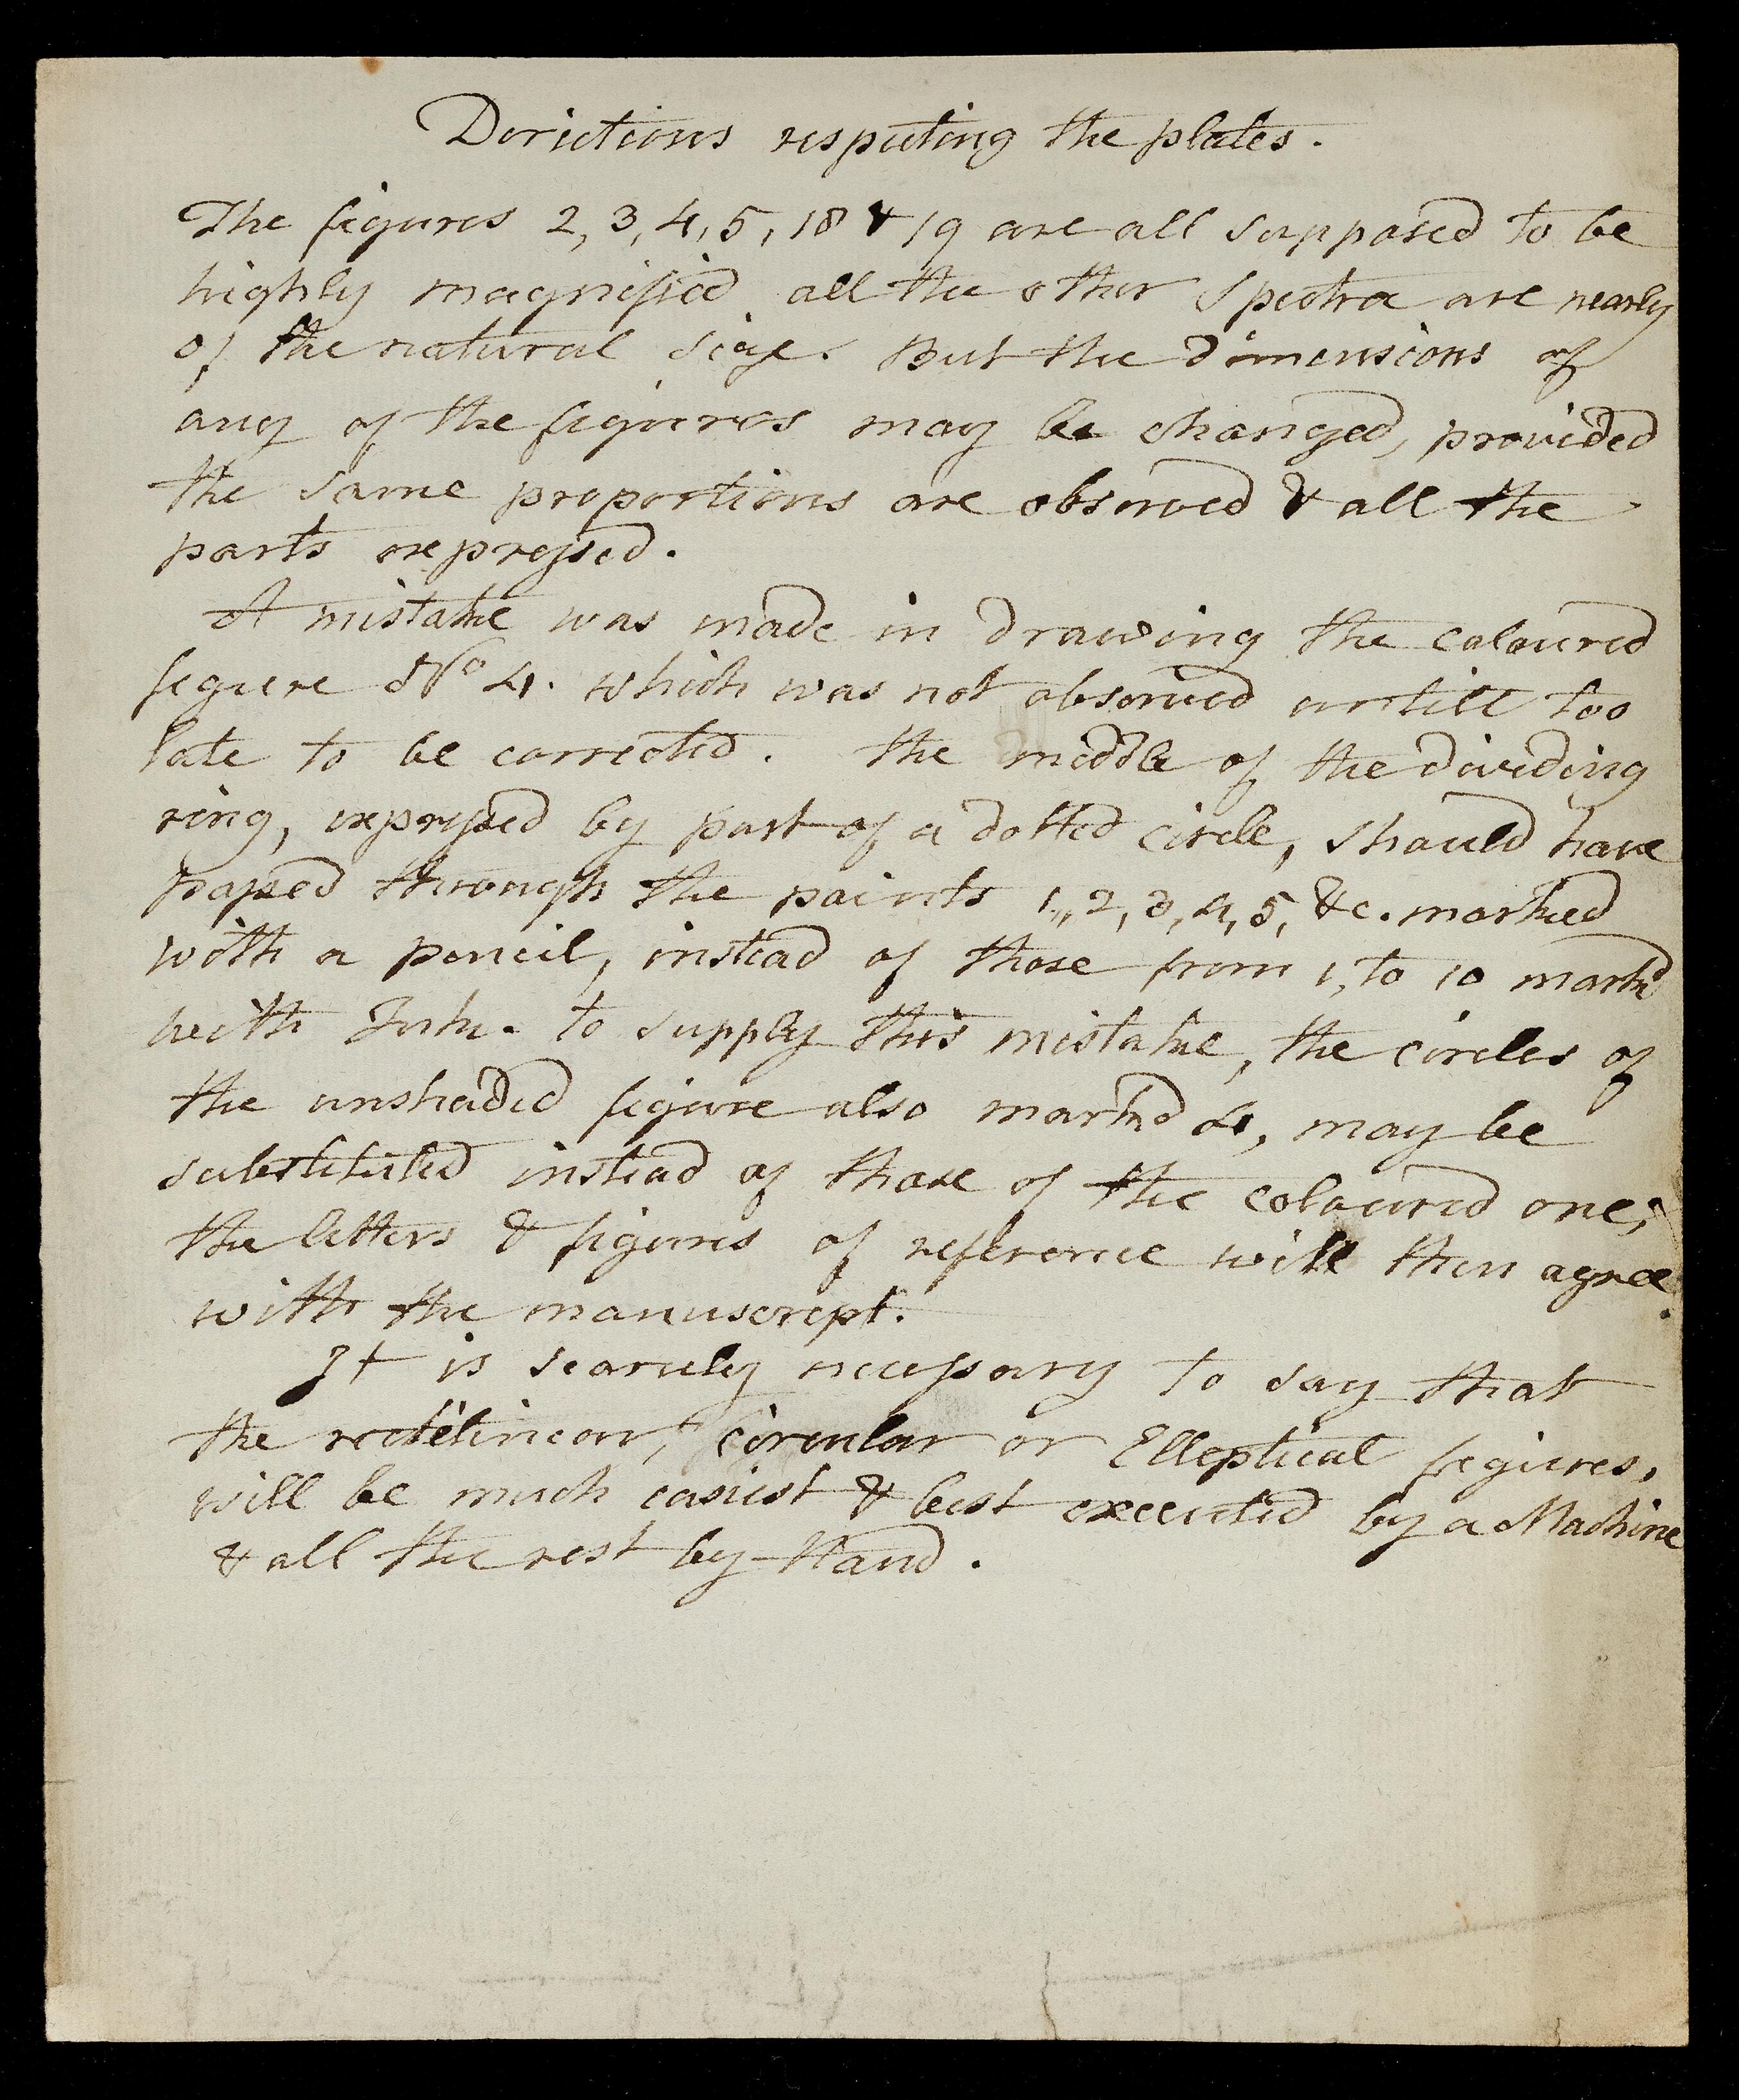 Directions respecting the plates.
The figures 2, 3, 4, 5, 18 & 19 are all supposed to be
highly magnified all the other Spectra are nearly
of the natural size. But the dimensions of
any of the figures may be changed, provided
the same proportions are observed & all the
parts expressed.
A mistake was made in drawing the coloured
figure No 4. which was not observed untill too
late to be corrected. the middle of the dividing
ring, expressed by part of a dotted circle, should have
passed through the points 1, 2, 3, 4, 5, &c. marked
with a pencil, instead of those from 1, to 10 markd
with Ink. to supply this mistake, the circles of
the unshaded figure also markd 4, may be
substituted instead of those of the coloured one;
the letters & figures of reference will then agree
with the manuscript.
It is scarcely necessary to say that
the rectilinear, circular or Elleptical figures,
will be much easiest & best executed by a Machine
& all the rest by Hand.